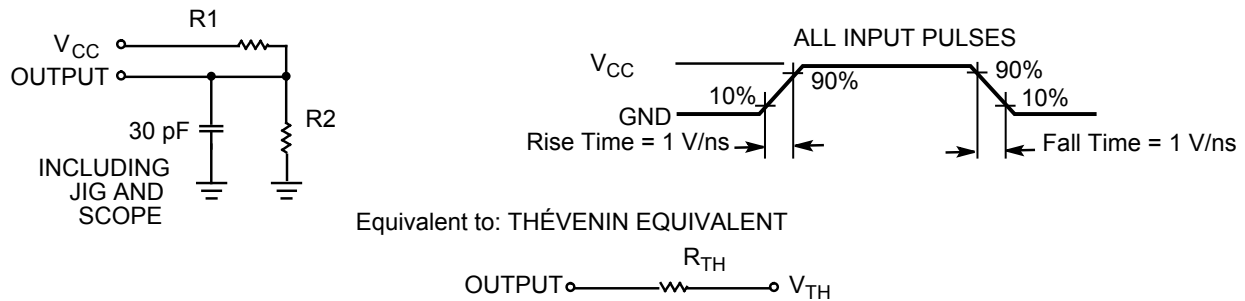 R1
V_CC
OUTPUT
30 pF
R2
INCLUDING
JIG AND
SCOPE
ALL INPUT PULSES
V_CC
GND
10%
90%
90%
10%
Rise Time = 1 V/ns
Fall Time = 1 V/ns
Equivalent to: THÉVENIN EQUIVALENT
R_TH
OUTPUT
V_TH